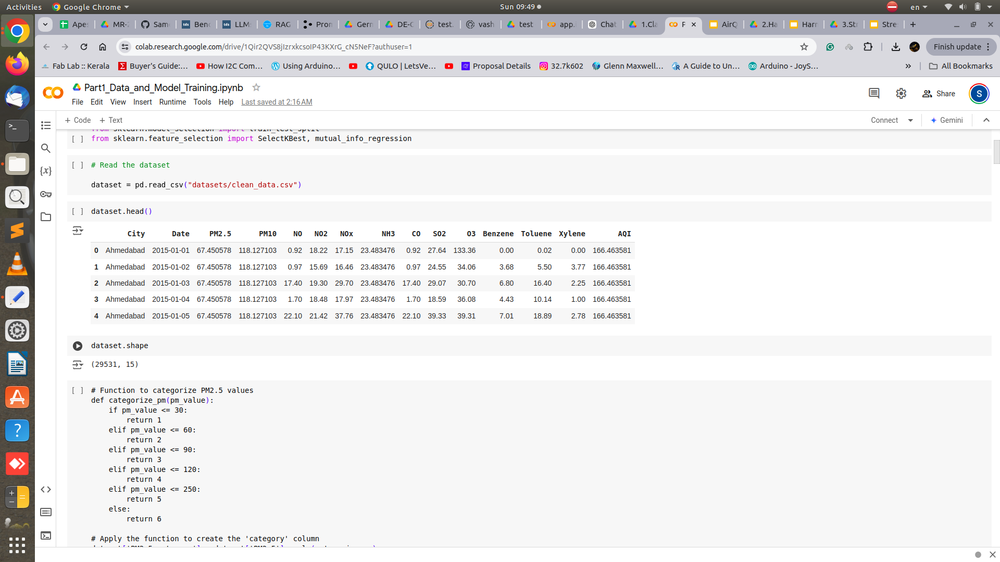 Activities Google Chrome Sun 09:49 en
Apes MR-2 Sam Benc tds LLM tds RAG Pron Gern DE-C test. vash test app. Chat 1.Cla P AirQ 2.Ha Harn 3.Str Stre
colab.research.google.com/drive/1Qir2QVS8jIzrxkcsoIP43KXrG_cN5NeF?authuser=1 Finish update
Fab Lab :: Kerala Buyer's Guide:... How I2C Com... Using Arduino... QULO | LetsVe... Proposal Details 32.7k602 Glenn Maxwell... A Guide to Un... Arduino - JoyS... » All Bookmarks
Part1_Data_and_Model_Training.ipynb
File Edit View Insert Runtime Tools Help Last saved at 2:16 AM Share S
+ Code + Text Connect Gemini
from sklearn.model_selection import train_test_split
[ ] from sklearn.feature_selection import SelectKBest, mutual_info_regression
[ ] # Read the dataset
dataset = pd.read_csv("datasets/clean_data.csv")
[ ] dataset.head()
City Date PM2.5 PM10 NO NO2 NOx NH3 CO SO2 O3 Benzene Toluene Xylene AQI
0 Ahmedabad 2015-01-01 67.450578 118.127103 0.92 18.22 17.15 23.483476 0.92 27.64 133.36 0.00 0.02 0.00 166.463581
1 Ahmedabad 2015-01-02 67.450578 118.127103 0.97 15.69 16.46 23.483476 0.97 24.55 34.06 3.68 5.50 3.77 166.463581
2 Ahmedabad 2015-01-03 67.450578 118.127103 17.40 19.30 29.70 23.483476 17.40 29.07 30.70 6.80 16.40 2.25 166.463581
3 Ahmedabad 2015-01-04 67.450578 118.127103 1.70 18.48 17.97 23.483476 1.70 18.59 36.08 4.43 10.14 1.00 166.463581
4 Ahmedabad 2015-01-05 67.450578 118.127103 22.10 21.42 37.76 23.483476 22.10 39.33 39.31 7.01 18.89 2.78 166.463581
dataset.shape
(29531, 15)
[ ] # Function to categorize PM2.5 values
def categorize_pm(pm_value):
if pm_value <= 30:
return 1
elif pm_value <= 60:
return 2
elif pm_value <= 90:
return 3
elif pm_value <= 120:
return 4
elif pm_value <= 250:
return 5
else:
return 6
# Apply the function to create the 'category' column